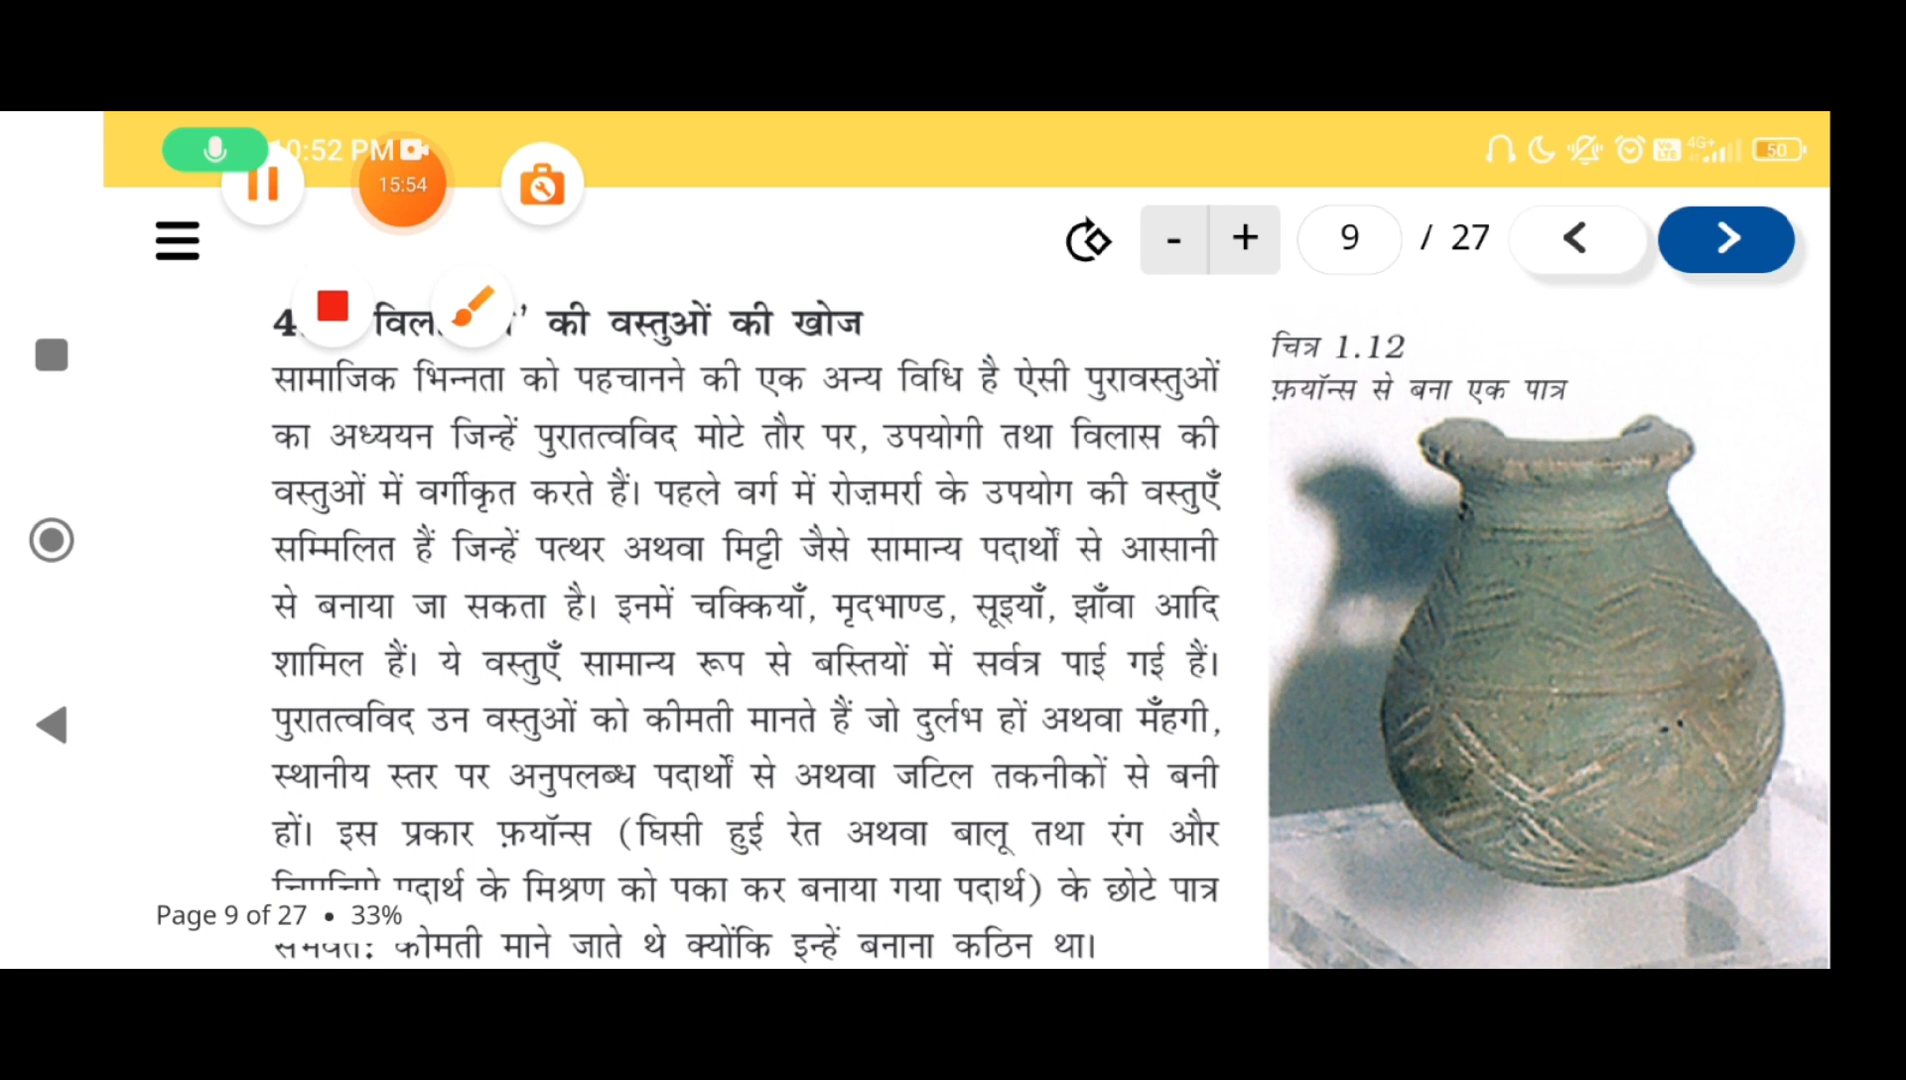 0:52 PM
15:54
4G+
Vo LTE
50
- + 9 / 27
4. विल ' की वस्तुओं की खोज
सामाजिक भिन्नता को पहचानने की एक अन्य विधि है ऐसी पुरावस्तुओं
का अध्ययन जिन्हें पुरातत्वविद मोटे तौर पर, उपयोगी तथा विलास की
वस्तुओं में वर्गीकृत करते हैं। पहले वर्ग में रोज़मर्रा के उपयोग की वस्तुएँ
सम्मिलित हैं जिन्हें पत्थर अथवा मिट्टी जैसे सामान्य पदार्थों से आसानी
से बनाया जा सकता है। इनमें चक्कियाँ, मृदभाण्ड, सूइयाँ, झाँवा आदि
शामिल हैं। ये वस्तुएँ सामान्य रूप से बस्तियों में सर्वत्र पाई गई हैं।
पुरातत्वविद उन वस्तुओं को कीमती मानते हैं जो दुर्लभ हों अथवा मँहगी,
स्थानीय स्तर पर अनुपलब्ध पदार्थों से अथवा जटिल तकनीकों से बनी
हों। इस प्रकार फ़यॉन्स (घिसी हुई रेत अथवा बालू तथा रंग और
पदार्थ के मिश्रण को पका कर बनाया गया पदार्थ) के छोटे पात्र
कीमती माने जाते थे क्योंकि इन्हें बनाना कठिन था।
Page 9 of 27 • 33%
चित्र 1.12
फ़यॉन्स से बना एक पात्र